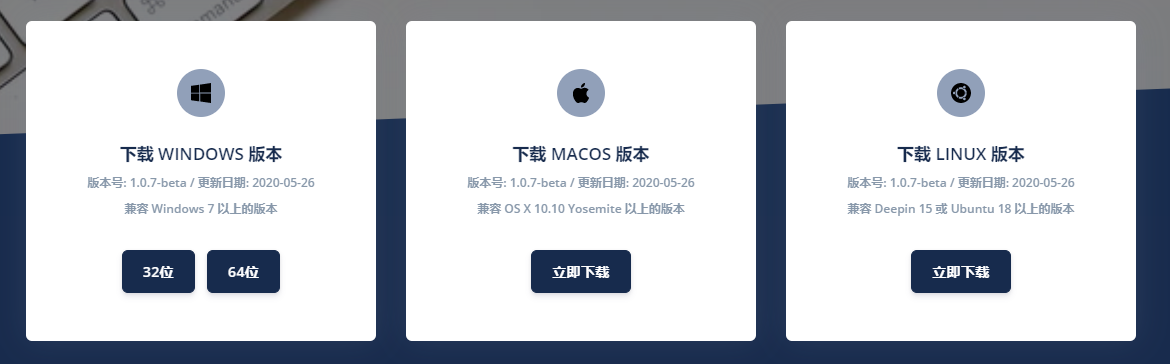 command
下载 WINDOWS 版本
版本号: 1.0.7-beta / 更新日期: 2020-05-26
兼容 Windows 7 以上的版本
32位
64位
下载 MACOS 版本
版本号: 1.0.7-beta / 更新日期: 2020-05-26
兼容 OS X 10.10 Yosemite 以上的版本
立即下载
下载 LINUX 版本
版本号: 1.0.7-beta / 更新日期: 2020-05-26
兼容 Deepin 15 或 Ubuntu 18 以上的版本
立即下载